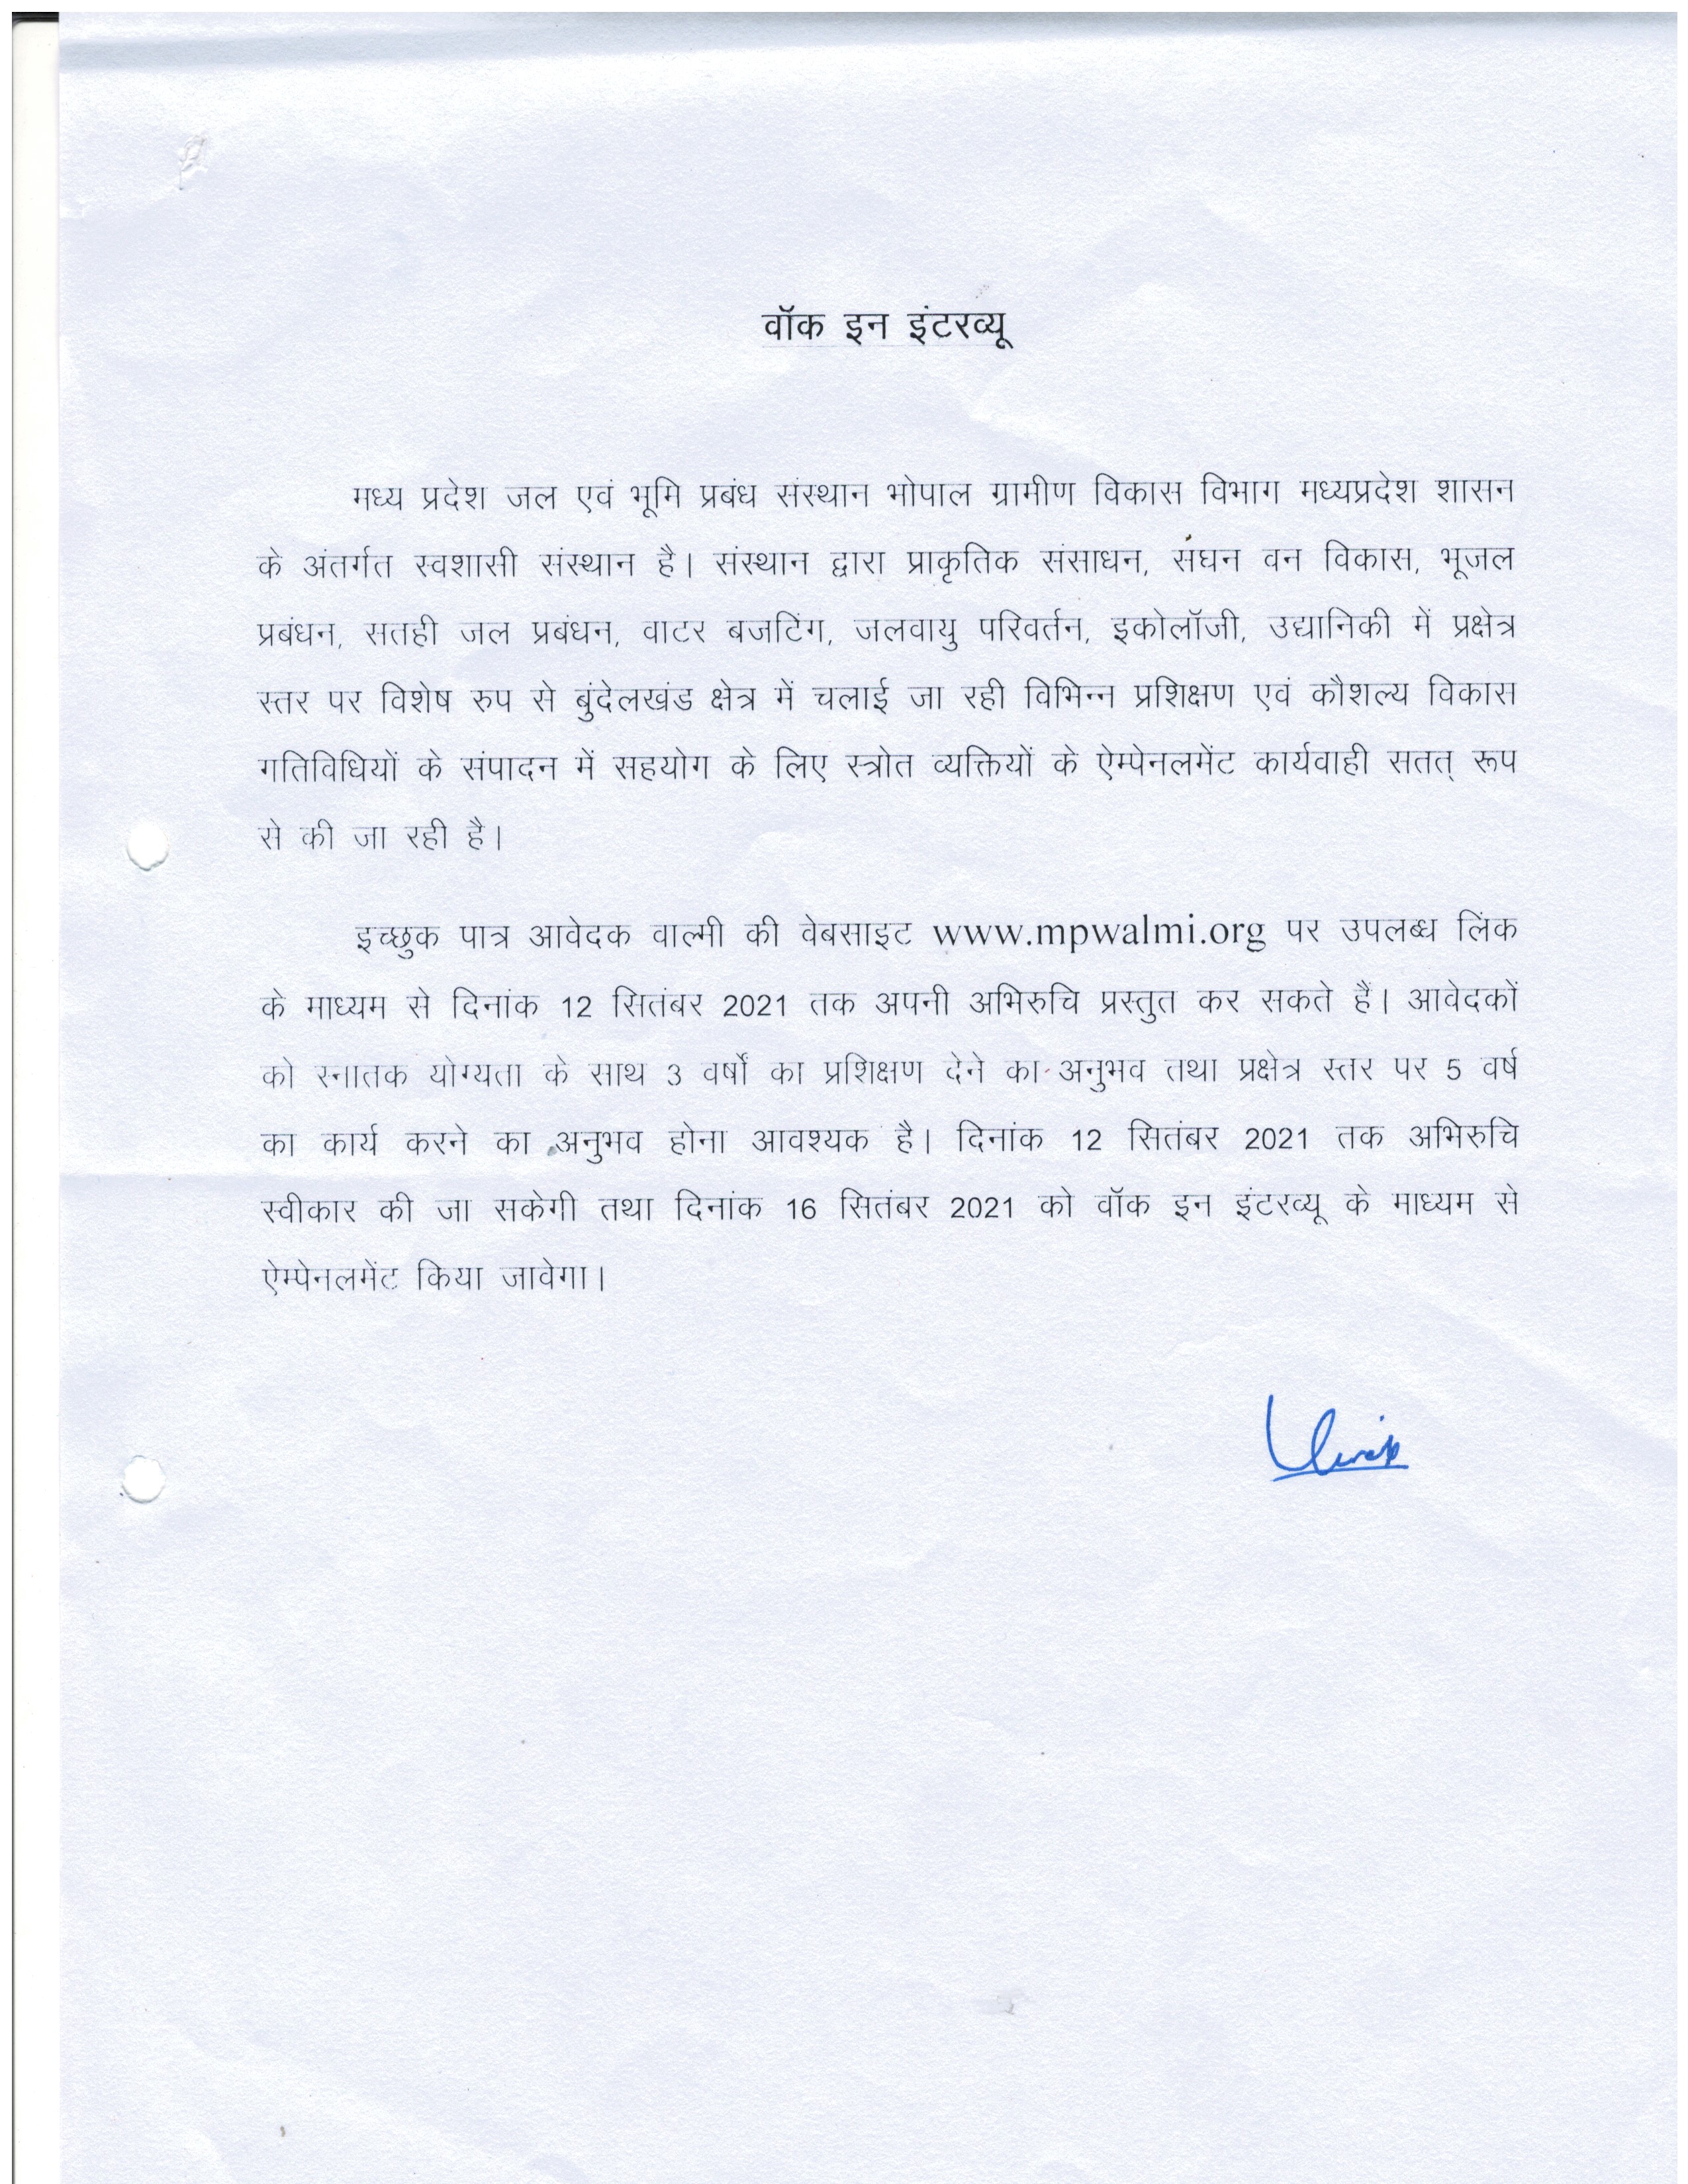 वॉक इन इंटरव्यू
मध्य प्रदेश जल एवं भूमि प्रबंध संस्थान भोपाल ग्रामीण विकास विभाग मध्यप्रदेश शासन
के अंतर्गत स्वशासी संस्थान है। संस्थान द्वारा प्राकृतिक संसाधन, संघन वन विकास, भूजल
प्रबंधन, सतही जल प्रबंधन, वाटर बजटिंग, जलवायु परिवर्तन, इकोलॉजी, उद्यानिकी में प्रक्षेत्र
स्तर पर विशेष रुप से बुंदेलखंड क्षेत्र में चलाई जा रही विभिन्न प्रशिक्षण एवं कौशल्य विकास
गतिविधियों के संपादन में सहयोग के लिए स्त्रोत व्यक्तियों के ऐम्पेनलमेंट कार्यवाही सतत् रूप
से की जा रही है।
इच्छुक पात्र आवेदक वाल्मी की वेबसाइट www.mpwalmi.org पर उपलब्ध लिंक
के माध्यम से दिनांक 12 सितंबर 2021 तक अपनी अभिरुचि प्रस्तुत कर सकते हैं। आवेदकों
को स्नातक योग्यता के साथ 3 वर्षों का प्रशिक्षण देने का अनुभव तथा प्रक्षेत्र स्तर पर 5 वर्ष
का कार्य करने का अनुभव होना आवश्यक है। दिनांक 12 सितंबर 2021 तक अभिरुचि
स्वीकार की जा सकेगी तथा दिनांक 16 सितंबर 2021 को वॉक इन इंटरव्यू के माध्यम से
ऐम्पेनलमेंट किया जावेगा।